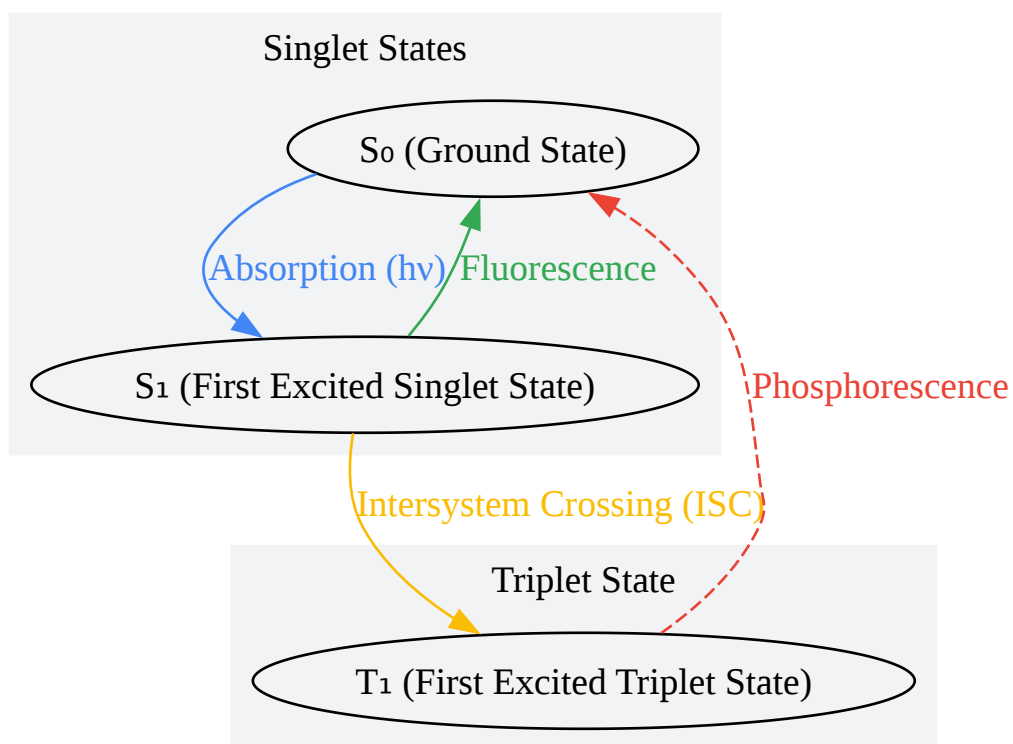 Singlet States
S₀ (Ground State)
Absorption (hν)
Fluorescence
S₁ (First Excited Singlet State)
Phosphorescence
Intersystem Crossing (ISC)
Triplet State
T₁ (First Excited Triplet State)